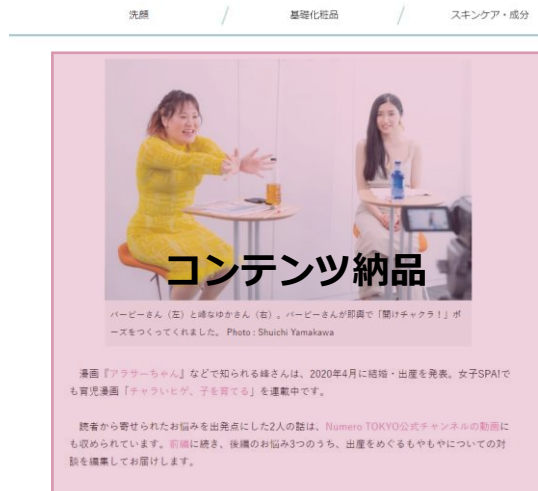 洗顔 / 基礎化粧品 / スキンケア・成分
コンテンツ納品
バービーさん（左）と峰なゆかさん（右）。バービーさんが即興で「開けチャクラ！」ポ
ーズをつくってくれました。 Photo : Shuichi Yamakawa
漫画『アラサーちゃん』などで知られる峰さんは、2020年4月に結婚・出産を発表。女子SPA!で
も育児漫画「チャラいヒゲ、子を育てる」を連載中です。
読者から寄せられたお悩みを出発点にした2人の話は、Numero TOKYO公式チャンネルの動画に
も収められています。前編に続き、後編のお悩み3つのうち、出産をめぐるもやもやについての対
談を編集してお届けします。